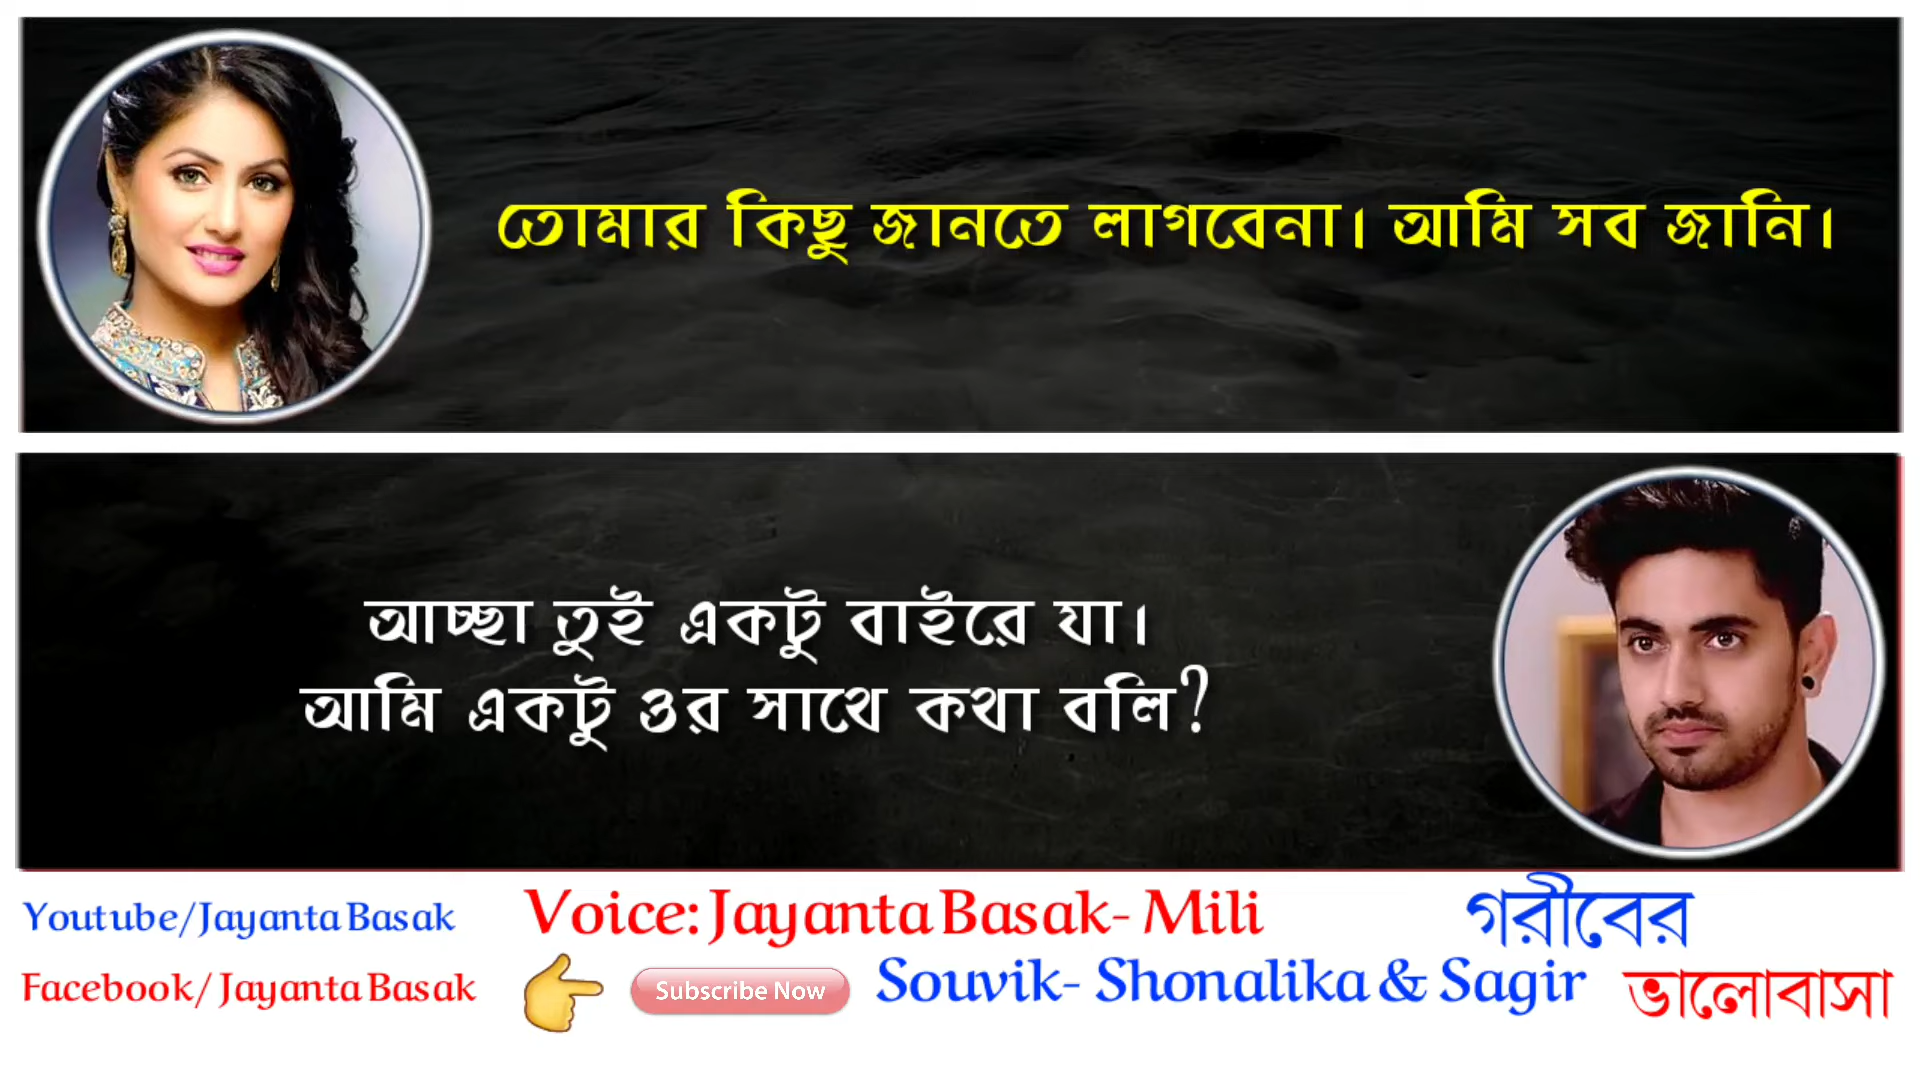 তোমার কিছু জানতে লাগবেনা। আমি সব জানি।
আচ্ছা তুই একটু বাইরে যা।
আমি একটু ওর সাথে কথা বলি?
Youtube/Jayanta Basak
Voice: Jayanta Basak- Mili
গরীবের
Facebook/ Jayanta Basak
Subscribe Now
Souvik- Shonalika & Sagir
ভালোবাসা